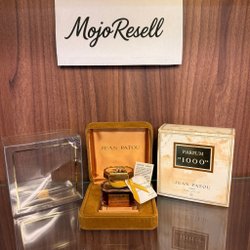 MojoResell
JEAN PATOU
PARFUM
"1000"
JEAN PATOU